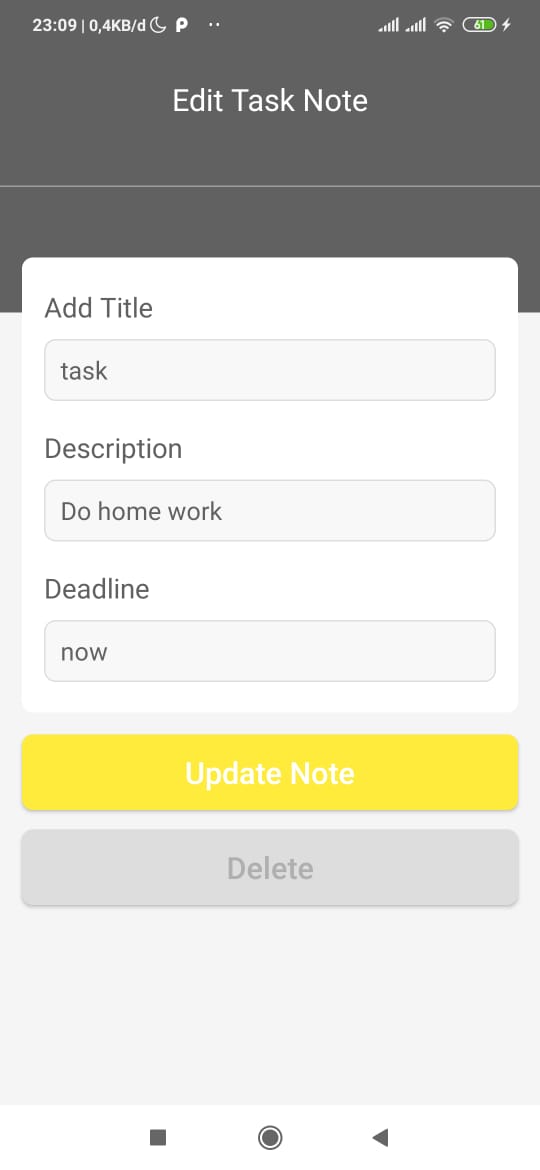 23:09 | 0,4KB/d
61
Edit Task Note
Add Title
task
Description
Do home work
Deadline
now
Update Note
Delete